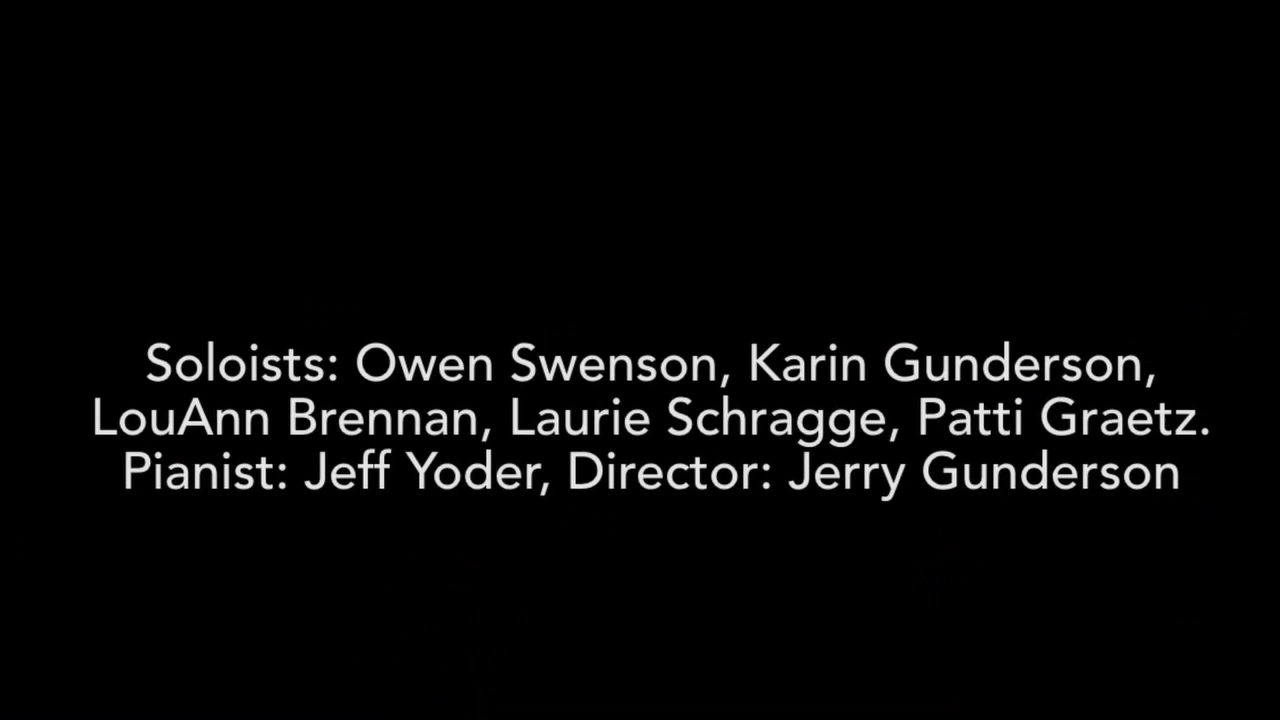 Soloists: Owen Swenson, Karin Gunderson,
LouAnn Brennan, Laurie Schragge, Patti Graetz.
Pianist: Jeff Yoder, Director: Jerry Gunderson